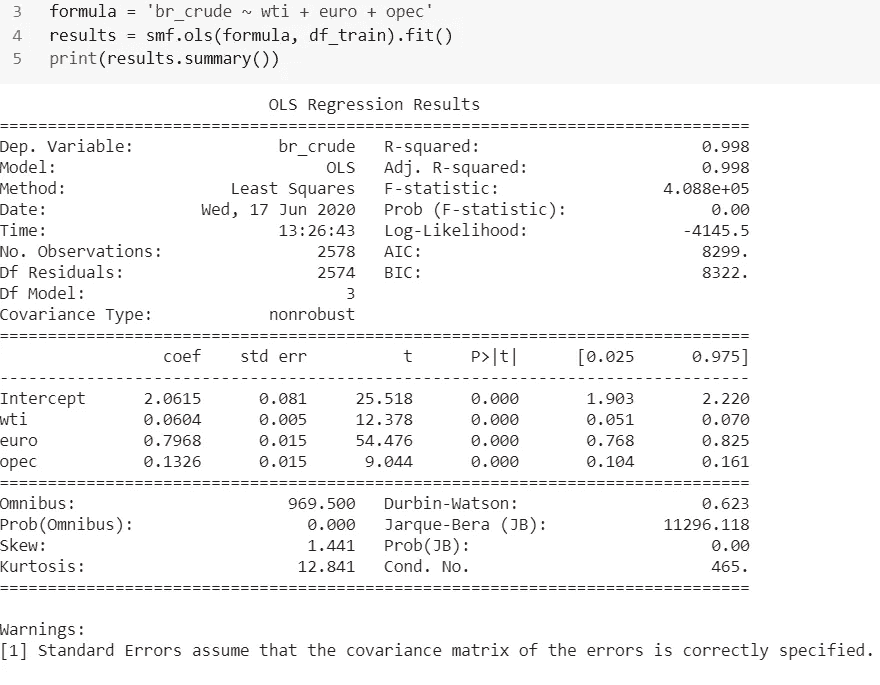 3 formula = 'br_crude ~ wti + euro + opec'
4 results = smf.ols(formula, df_train).fit()
5 print(results.summary())
OLS Regression Results
==============================================================================
Dep. Variable: br_crude R-squared: 0.998
Model: OLS Adj. R-squared: 0.998
Method: Least Squares F-statistic: 4.088e+05
Date: Wed, 17 Jun 2020 Prob (F-statistic): 0.00
Time: 13:26:43 Log-Likelihood: -4145.5
No. Observations: 2578 AIC: 8299.
Df Residuals: 2574 BIC: 8322.
Df Model: 3
Covariance Type: nonrobust
==============================================================================
coef std err t P>|t| [0.025 0.975]
------------------------------------------------------------------------------
Intercept 2.0615 0.081 25.518 0.000 1.903 2.220
wti 0.0604 0.005 12.378 0.000 0.051 0.070
euro 0.7968 0.015 54.476 0.000 0.768 0.825
opec 0.1326 0.015 9.044 0.000 0.104 0.161
==============================================================================
Omnibus: 969.500 Durbin-Watson: 0.623
Prob(Omnibus): 0.000 Jarque-Bera (JB): 11296.118
Skew: 1.441 Prob(JB): 0.00
Kurtosis: 12.841 Cond. No. 465.
==============================================================================
Warnings:
[1] Standard Errors assume that the covariance matrix of the errors is correctly specified.